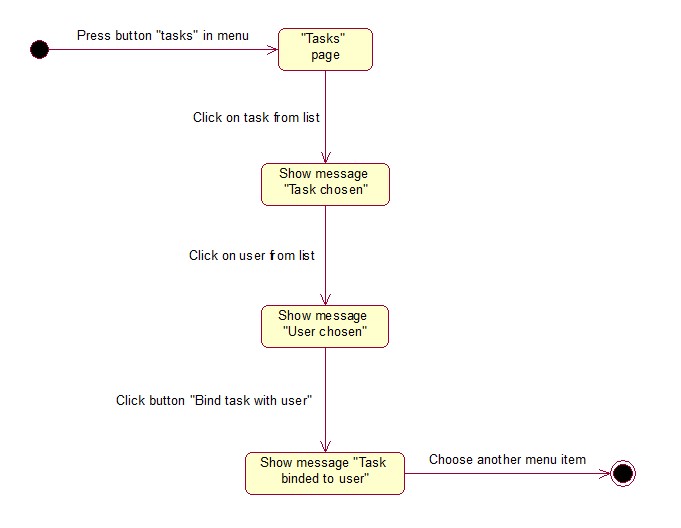 Press button "tasks" in menu
"Tasks"
page
Click on task from list
Show message
"Task chosen"
Click on user from list
Show message
"User chosen"
Click button "Bind task with user"
Show message "Task
binded to user"
Choose another menu item